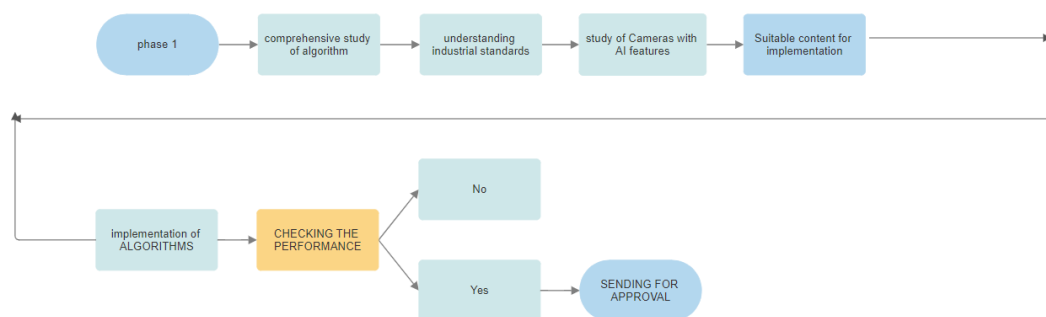 phase 1
comprehensive study
of algorithm
understanding
industrial standards
study of Cameras with
AI features
Suitable content for
implementation
implementation of
ALGORITHMS
CHECKING THE
PERFORMANCE
No
Yes
SENDING FOR
APPROVAL